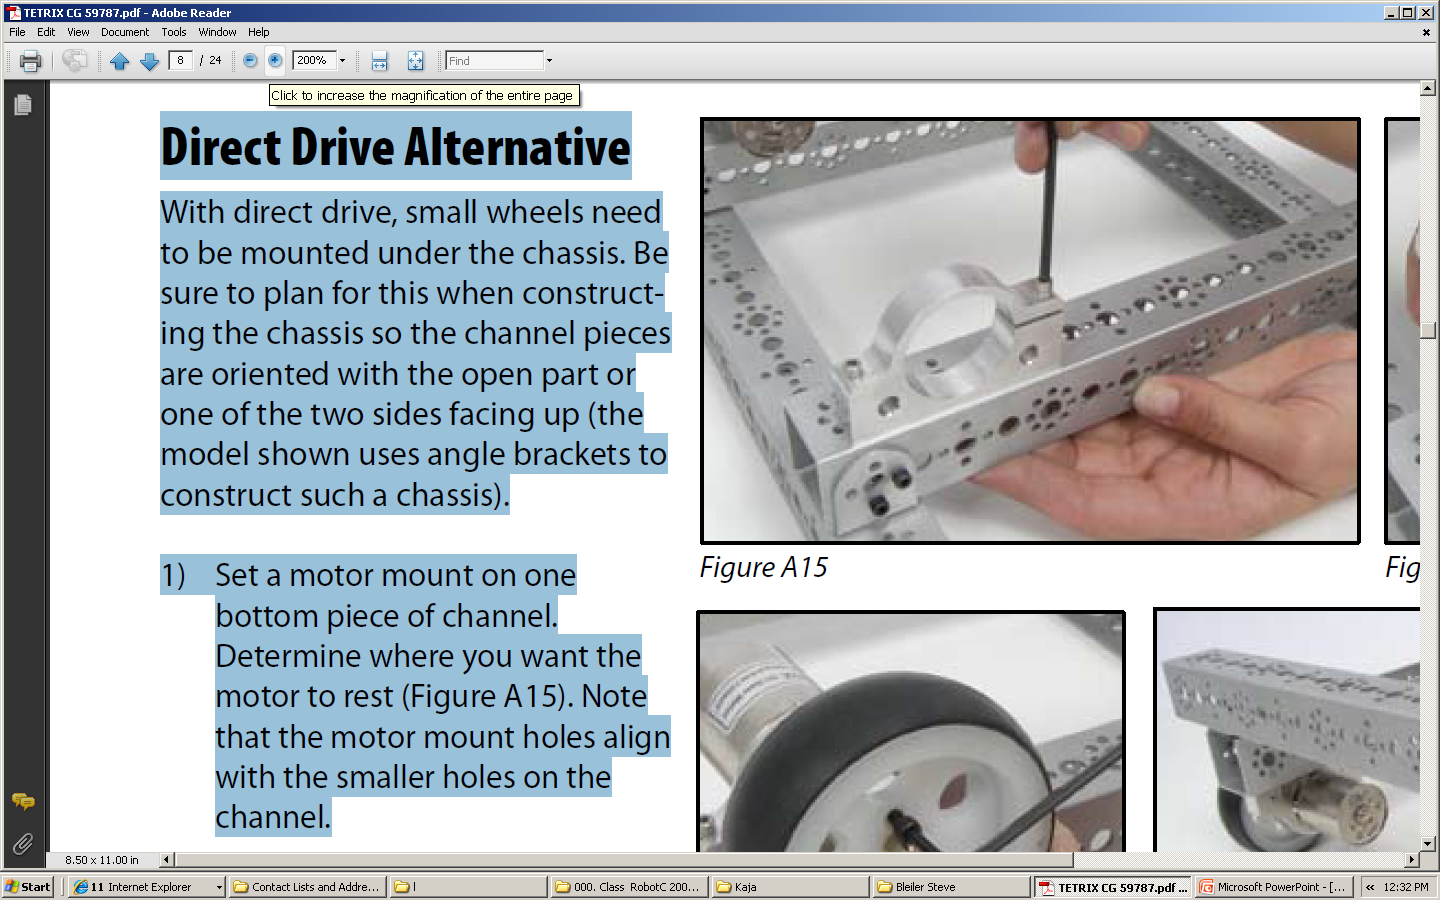 TETRIX CG 59787.pdf - Adobe Reader
File Edit View Document Tools Window Help
8 / 24 200% Find
Click to increase the magnification of the entire page
Direct Drive Alternative
With direct drive, small wheels need
to be mounted under the chassis. Be
sure to plan for this when construct-
ing the chassis so the channel pieces
are oriented with the open part or
one of the two sides facing up (the
model shown uses angle brackets to
construct such a chassis).
1) Set a motor mount on one
bottom piece of channel.
Determine where you want the
motor to rest (Figure A15). Note
that the motor mount holes align
with the smaller holes on the
channel.
Figure A15
Fig
8.50 x 11.00 in
Start 11 Internet Explorer Contact Lists and Addre... I 000. Class RobotC 200... Kaja Bleiler Steve TETRIX CG 59787.pdf ... Microsoft PowerPoint - [... « 12:32 PM